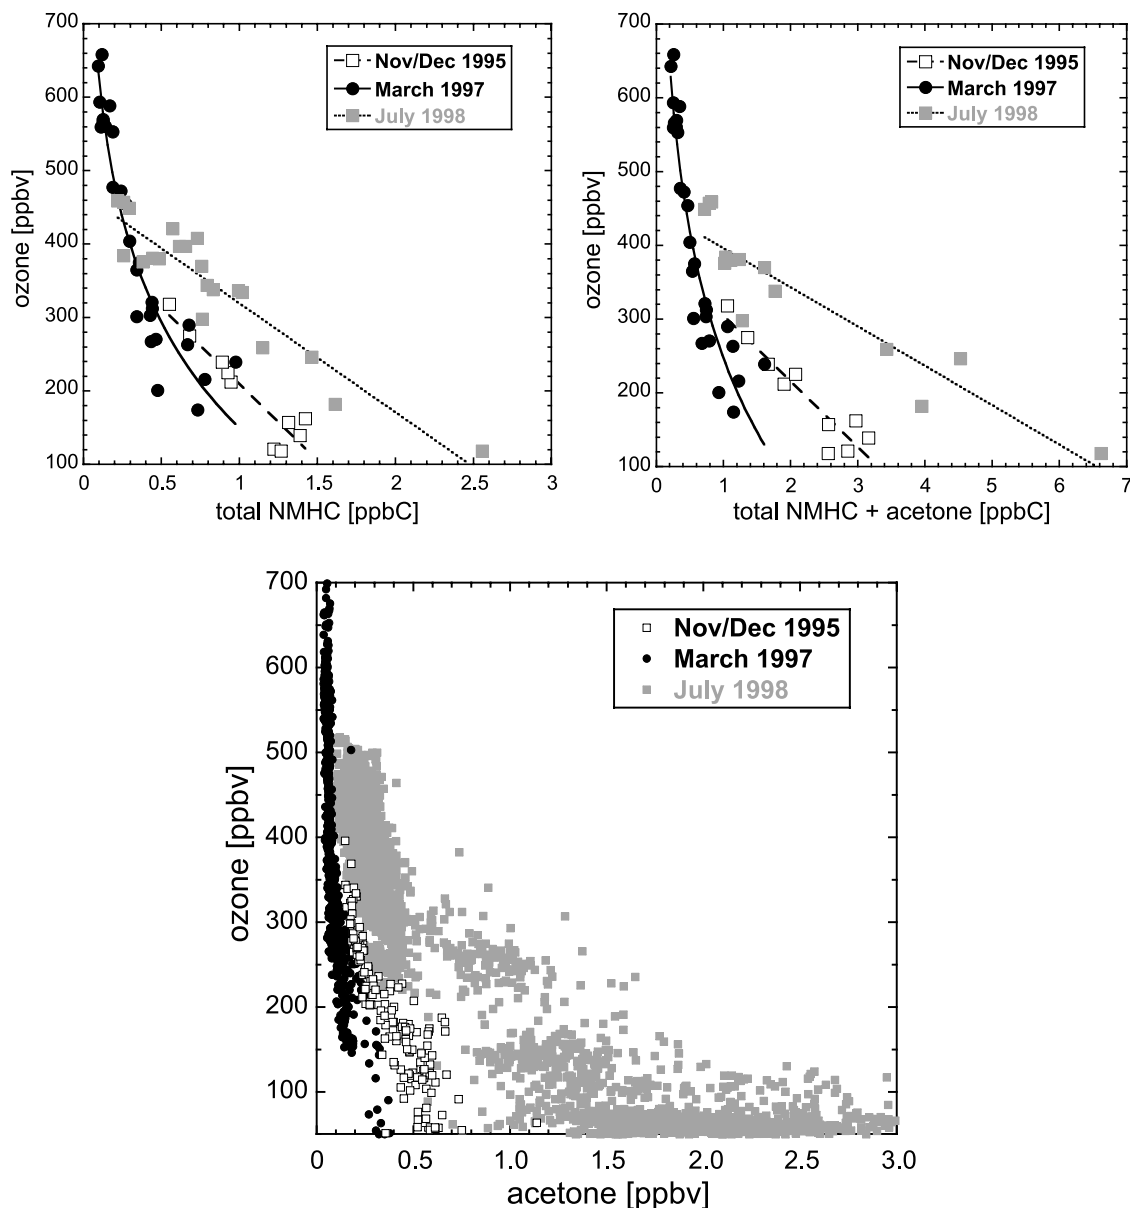 700
600
500
400
300
200
100
ozone [ppbv]
Nov/Dec 1995
March 1997
July 1998
0
0.5
1
1.5
2
2.5
3
total NMHC [ppbC]
700
600
500
400
300
200
100
ozone [ppbv]
Nov/Dec 1995
March 1997
July 1998
0
1
2
3
4
5
6
7
total NMHC + acetone [ppbC]
700
600
500
400
300
200
100
ozone [ppbv]
Nov/Dec 1995
March 1997
July 1998
0
0.5
1.0
1.5
2.0
2.5
3.0
acetone [ppbv]